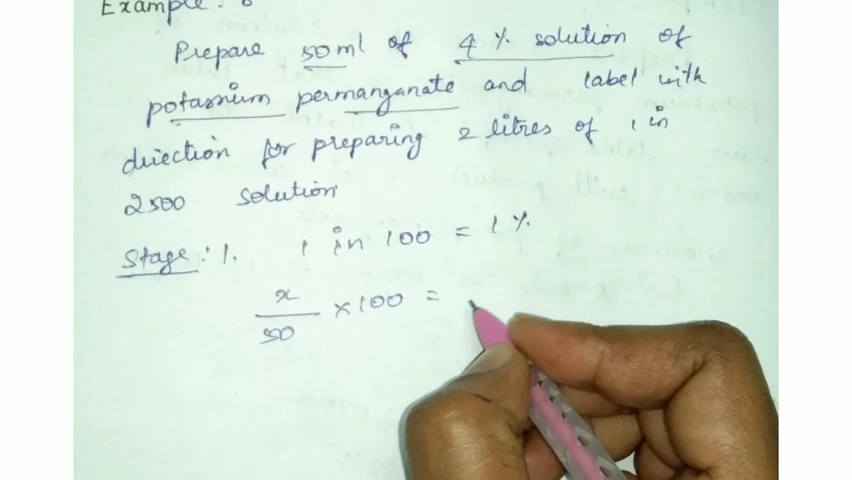 Example : 8
Prepare 50ml of 4 % solution of
potassium permanganate and label with
direction for preparing 2 litres of 1 in
2500 solution
Stage : 1. 1 in 100 = 1 %
x
50 × 100 =